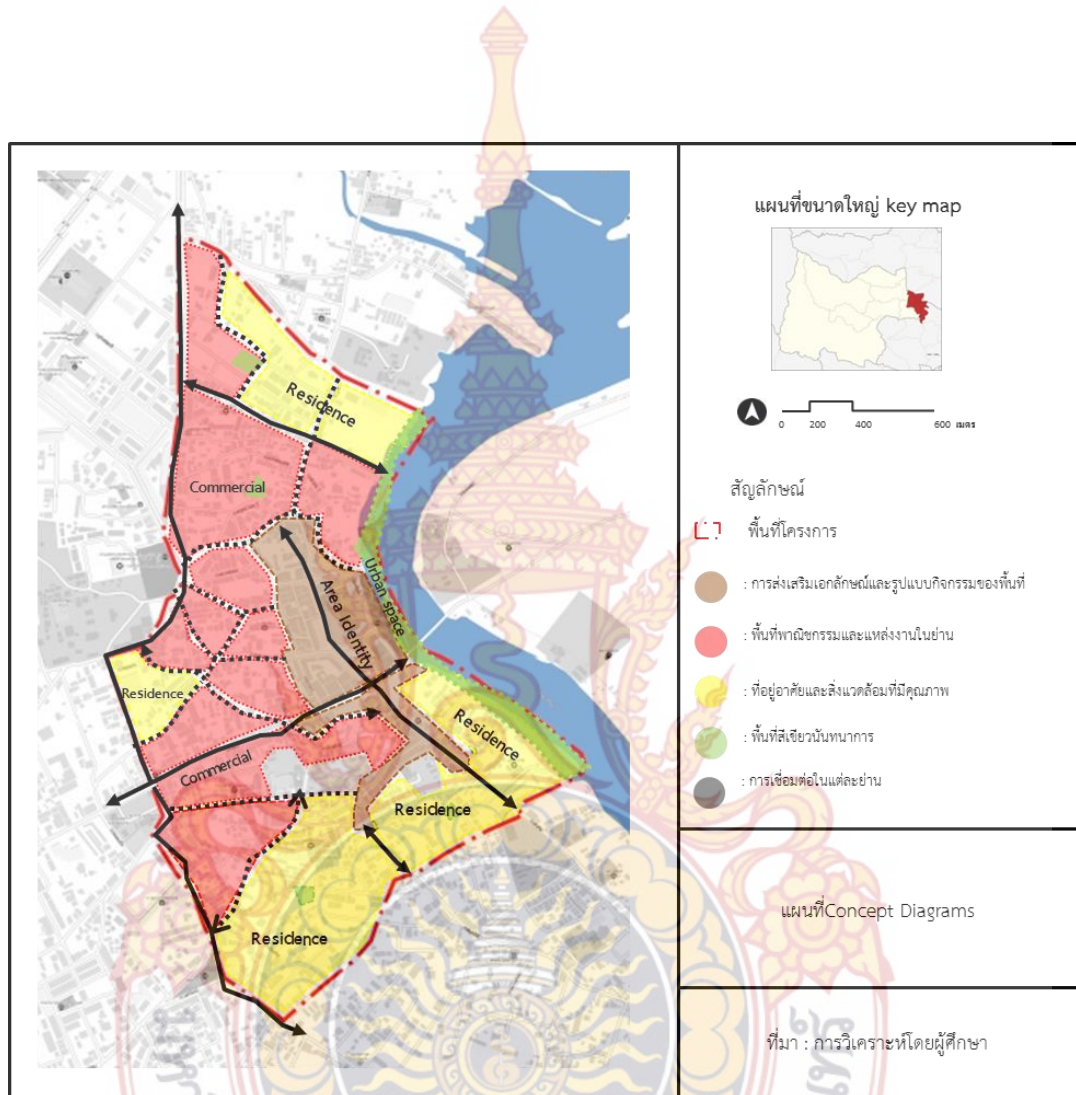 Residence
Commercial
Urban space
Area Identity
Residence
Residence
Commercial
Residence
Residence
แผนที่ขนาดใหญ่ key map
0 200 400 600 เมตร
สัญลักษณ์
พื้นที่โครงการ
: การส่งเสริมเอกลักษณ์และรูปแบบกิจกรรมของพื้นที่
: พื้นที่พาณิชกรรมและแหล่งงานในย่าน
: ที่อยู่อาศัยและสิ่งแวดล้อมที่มีคุณภาพ
: พื้นที่สีเขียวนันทนาการ
: การเชื่อมต่อในแต่ละย่าน
แผนที่Concept Diagrams
ที่มา : การวิเคราะห์โดยผู้ศึกษา